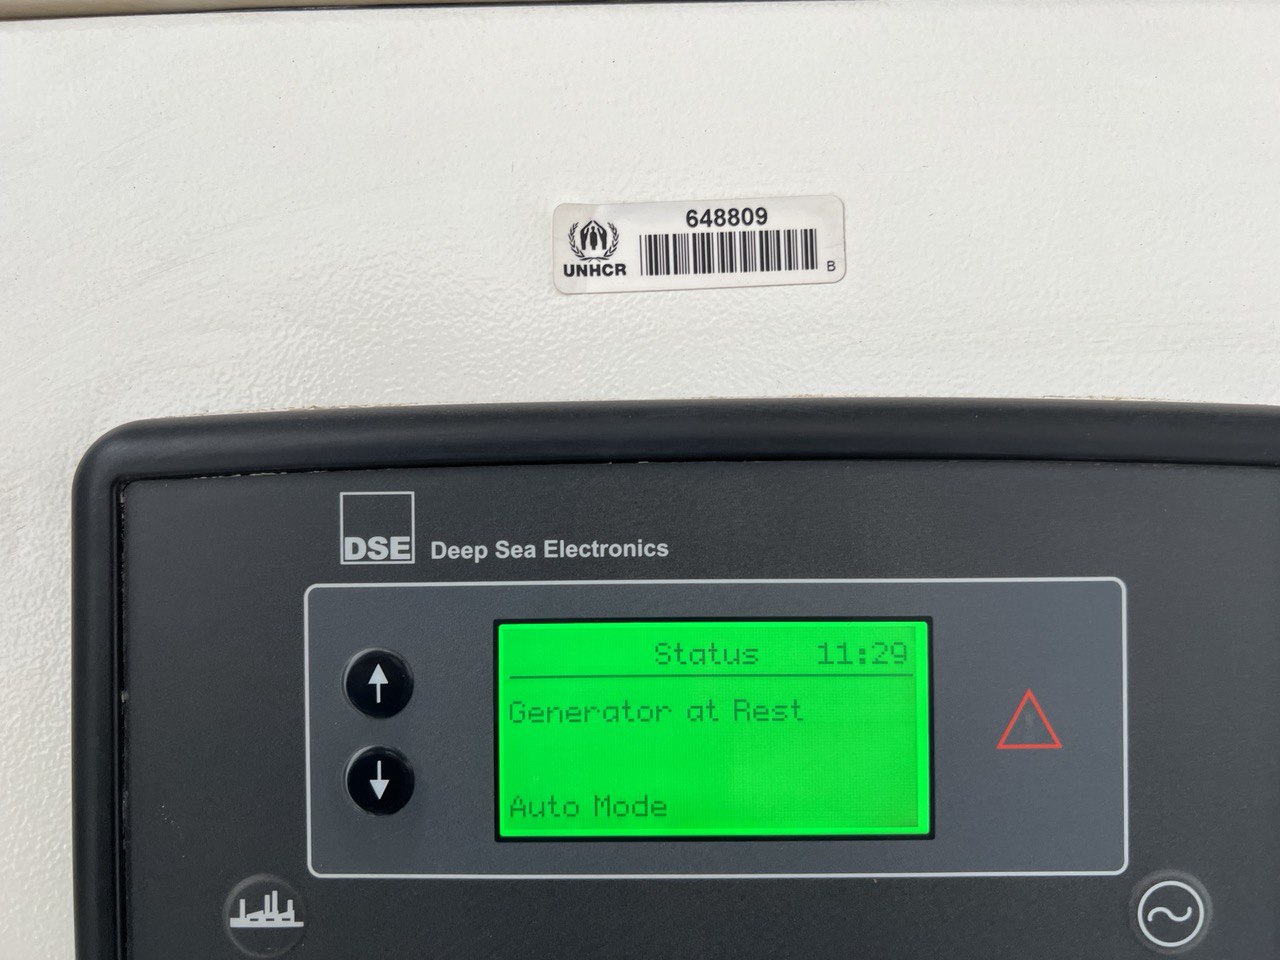 648809
UNHCR
B
DSE Deep Sea Electronics
Status 11:29
Generator at Rest
Auto Mode